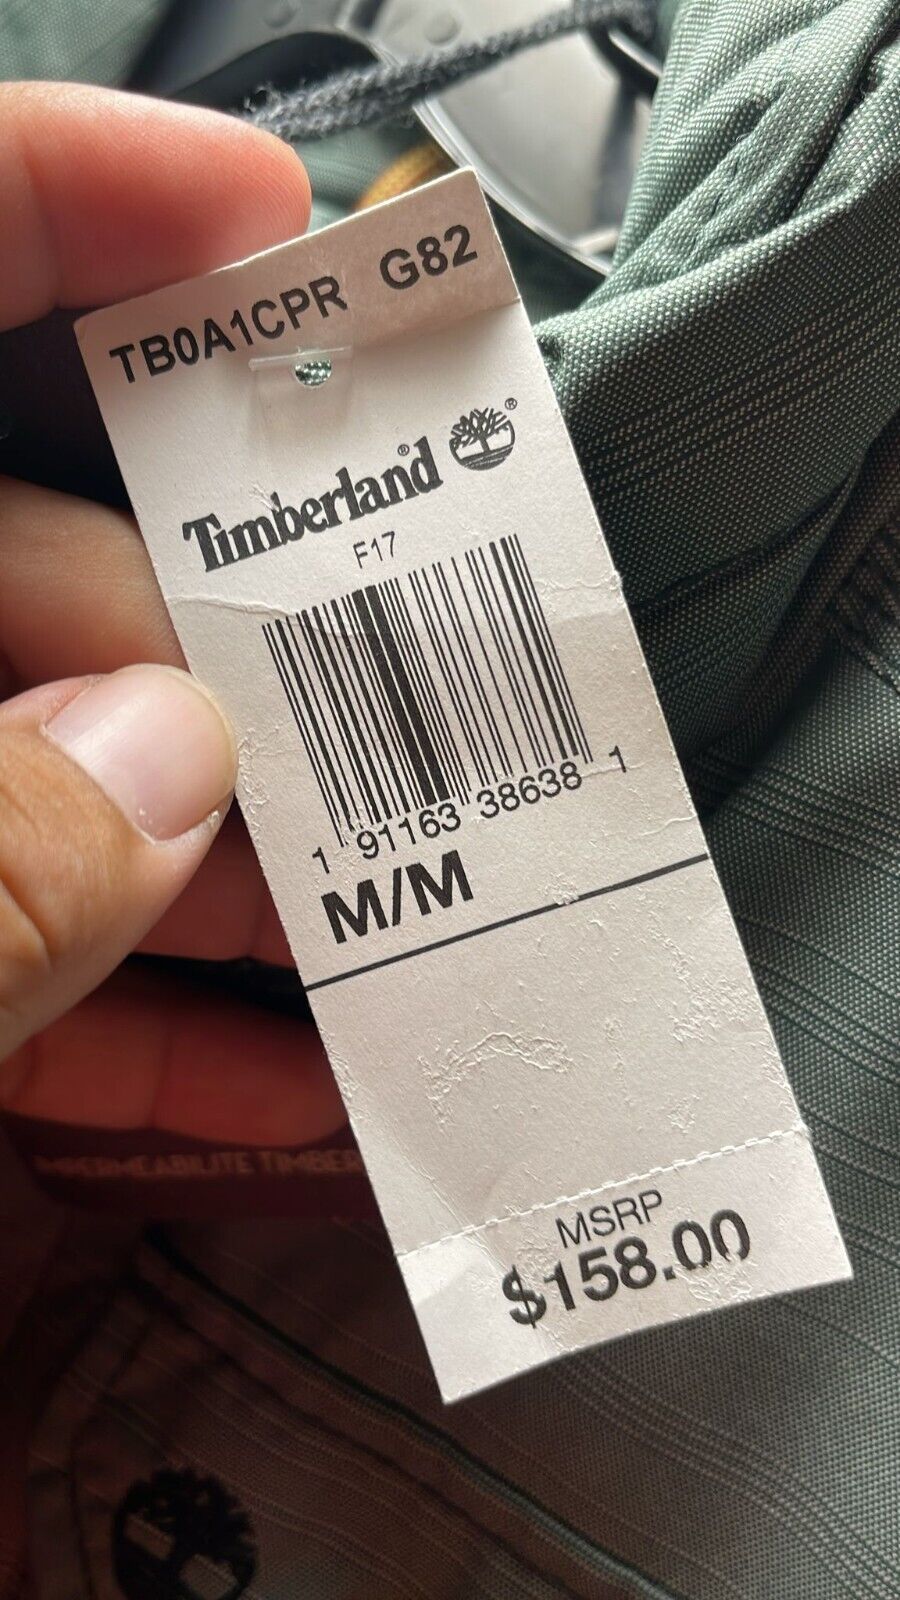 TB0A1CPR G82
Timberland®
®
F17
1 91163 38638 1
M/M
MSRP
$158.00